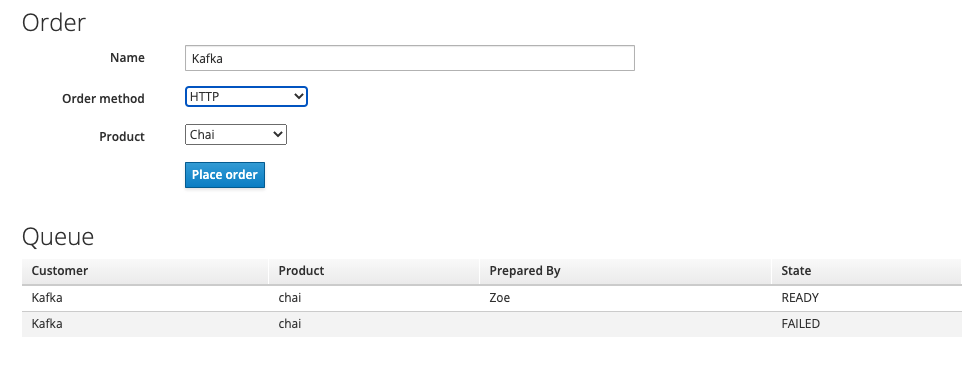 Order
Name Kafka
Order method HTTP
Product Chai
Place order
Queue
Customer Product Prepared By State
Kafka chai Zoe READY
Kafka chai FAILED